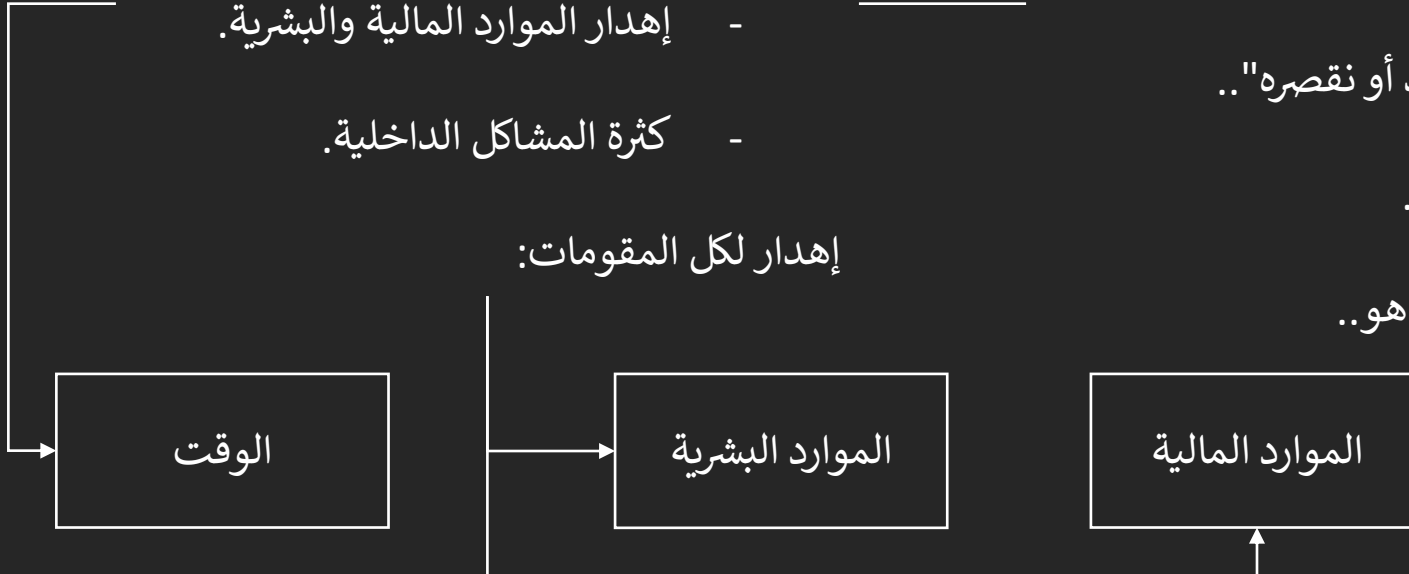 - إهدار الموارد المالية والبشرية.
أو نقصره"..
- كثرة المشاكل الداخلية.
إهدار لكل المقومات:
هو..
الموارد المالية
الموارد البشرية
الوقت